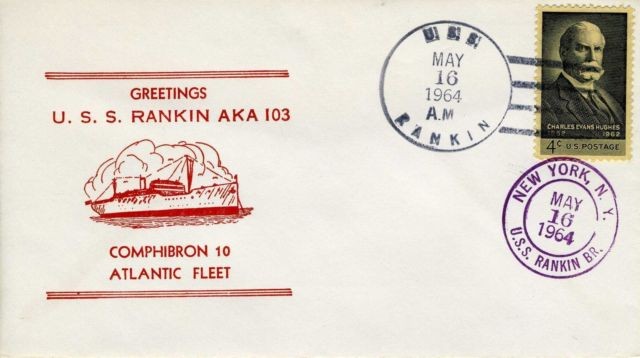 GREETINGS
U. S. S. RANKIN AKA 103
COMPHIBRON 10
ATLANTIC FLEET
U.S.S.
MAY
16
1964
A.M.
RANKIN
CHARLES EVANS HUGHES
1862 1962
4c U.S. POSTAGE
NEW YORK, N. Y.
MAY
16
1964
U.S.S. RANKIN BR.